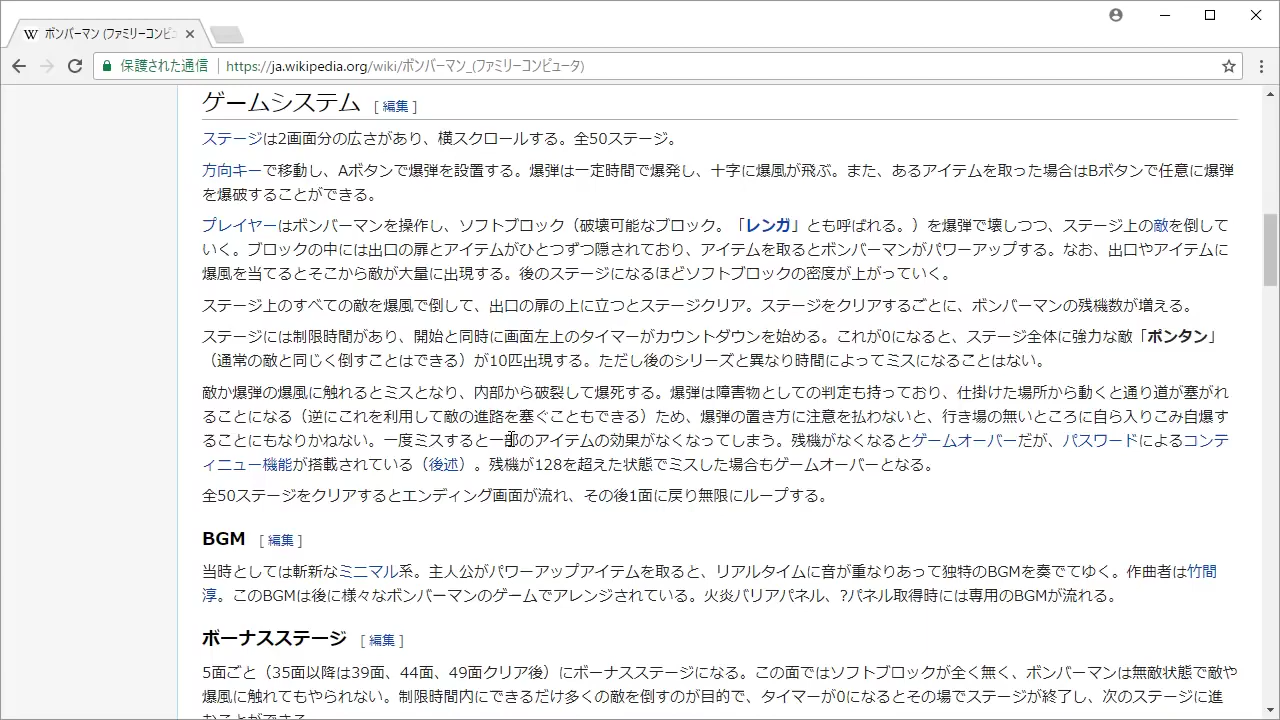 ボンバーマン (ファミリーコンピュ
保護された通信 https://ja.wikipedia.org/wiki/ボンバーマン_(ファミリーコンピュータ)
ゲームシステム [ 編集 ]
ステージは2画面分の広さがあり、横スクロールする。全50ステージ。
方向キーで移動し、Aボタンで爆弾を設置する。爆弾は一定時間で爆発し、十字に爆風が飛ぶ。また、あるアイテムを取った場合はBボタンで任意に爆弾
を爆破することができる。
プレイヤーはボンバーマンを操作し、ソフトブロック（破壊可能なブロック。「レンガ」とも呼ばれる。）を爆弾で壊しつつ、ステージ上の敵を倒して
いく。ブロックの中には出口の扉とアイテムがひとつずつ隠されており、アイテムを取るとボンバーマンがパワーアップする。なお、出口やアイテムに
爆風を当てるとそこから敵が大量に出現する。後のステージになるほどソフトブロックの密度が上がっていく。
ステージ上のすべての敵を爆風で倒して、出口の扉の上に立つとステージクリア。ステージをクリアするごとに、ボンバーマンの残機数が増える。
ステージには制限時間があり、開始と同時に画面左上のタイマーがカウントダウンを始める。これが0になると、ステージ全体に強力な敵「ポンタン」
（通常の敵と同じく倒すことはできる）が10匹出現する。ただし後のシリーズと異なり時間によってミスになることはない。
敵か爆弾の爆風に触れるとミスとなり、内部から破裂して爆死する。爆弾は障害物としての判定も持っており、仕掛けた場所から動くと通り道が塞がれ
ることになる（逆にこれを利用して敵の進路を塞ぐこともできる）ため、爆弾の置き方に注意を払わないと、行き場の無いところに自ら入りこみ自爆す
ることにもなりかねない。一度ミスすると一部のアイテムの効果がなくなってしまう。残機がなくなるとゲームオーバーだが、パスワードによるコンテ
ィニュー機能が搭載されている（後述）。残機が128を超えた状態でミスした場合もゲームオーバーとなる。
全50ステージをクリアするとエンディング画面が流れ、その後1面に戻り無限にループする。
BGM [ 編集 ]
当時としては斬新なミニマル系。主人公がパワーアップアイテムを取ると、リアルタイムに音が重なりあって独特のBGMを奏でてゆく。作曲者は竹間
淳。このBGMは後に様々なボンバーマンのゲームでアレンジされている。火炎バリアパネル、?パネル取得時には専用のBGMが流れる。
ボーナスステージ [ 編集 ]
5面ごと（35面以降は39面、44面、49面クリア後）にボーナスステージになる。この面ではソフトブロックが全く無く、ボンバーマンは無敵状態で敵や
爆風に触れてもやられない。制限時間内にできるだけ多くの敵を倒すのが目的で、タイマーが0になるとその場でステージが終了し、次のステージに進
むことができる